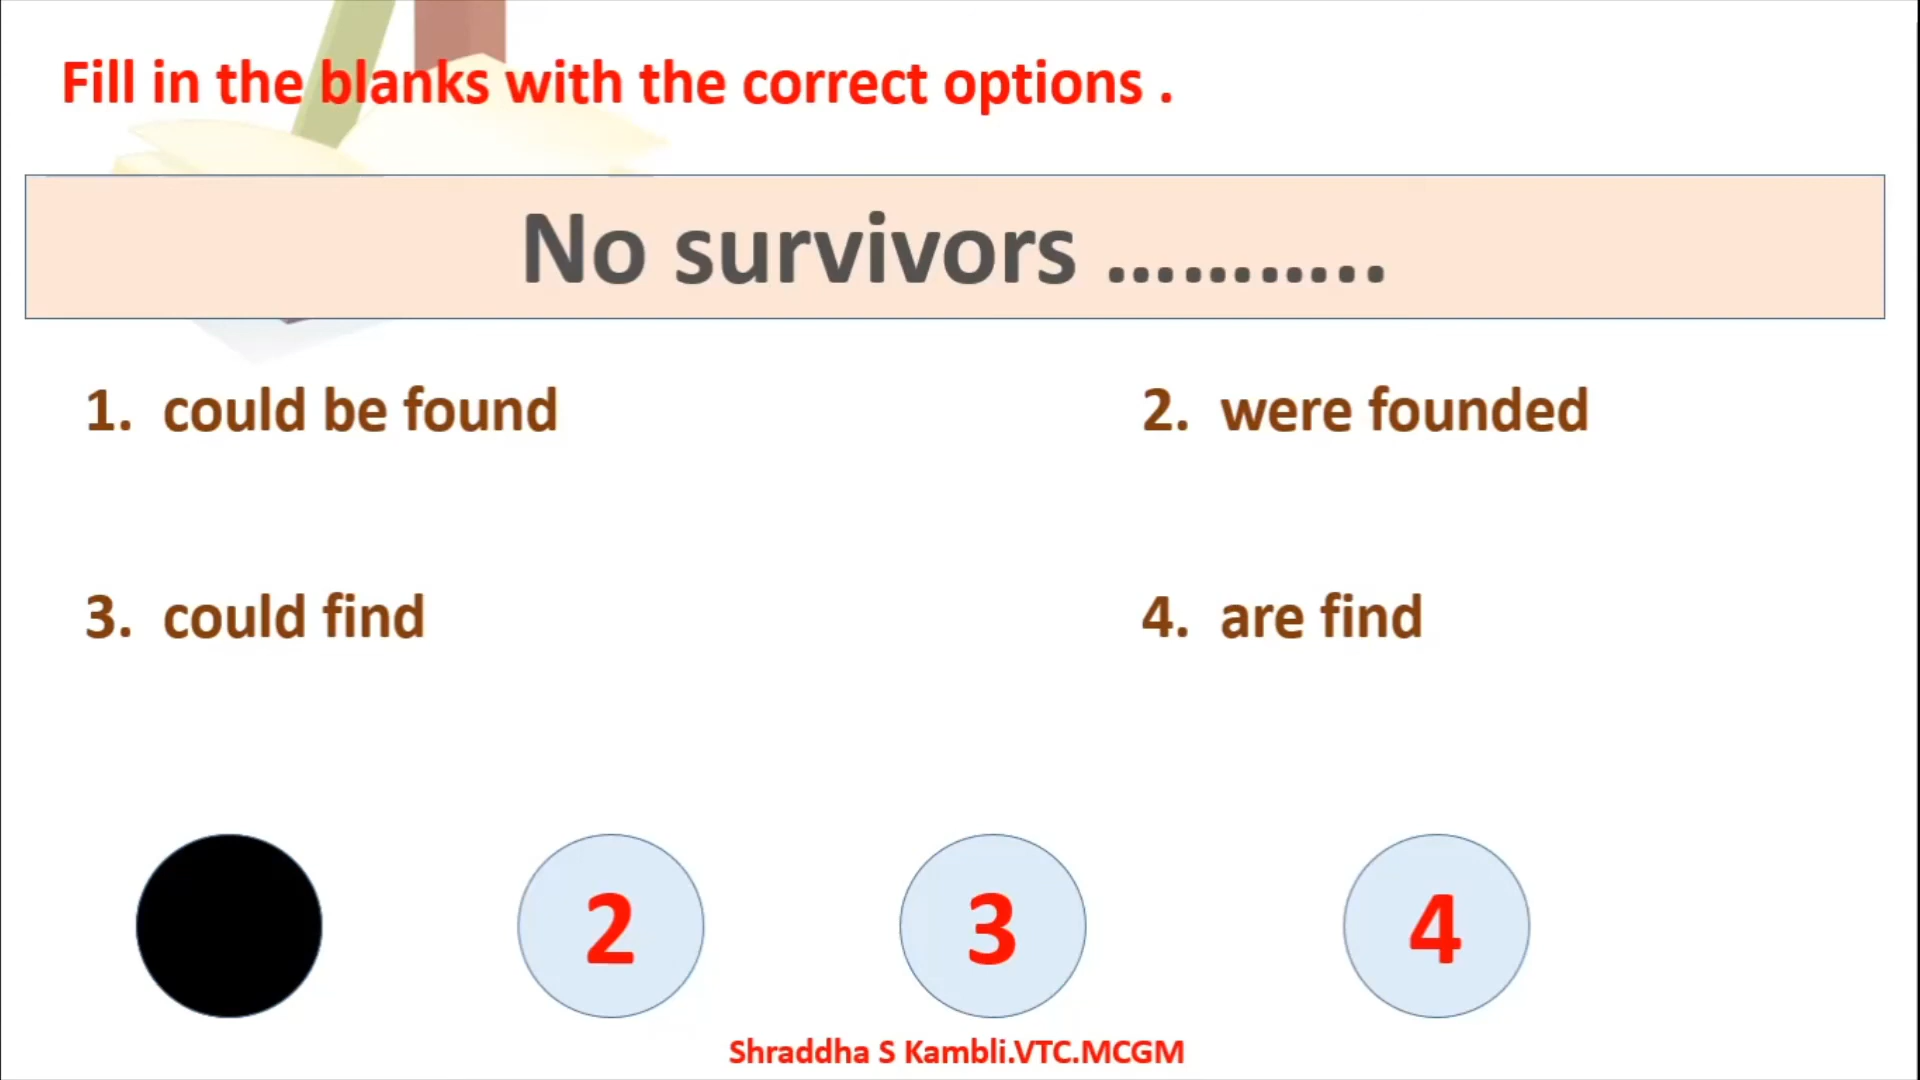 Fill in the blanks with the correct options .
No survivors ………..
1. could be found
2. were founded
3. could find
4. are find
2
3
4
Shraddha S Kambli.VTC.MCGM